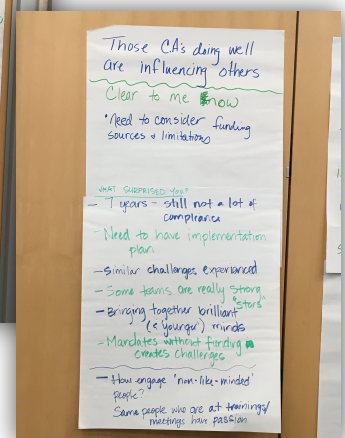 Those CA's doing well
are influencing others
Clear to me now
• Need to consider funding
sources & limitations
WHAT SURPRISED YOU?
- 7 years - still not a lot of
compliance
- Need to have implementation
plan
- Similar challenges experienced
- Some teams are really strong
"stars"
- Bringing together brilliant
(& younger) minds
- Mandates without funding
creates challenges
- How engage "non-like-minded"
people?
Same people who are at trainings/
meetings have passion